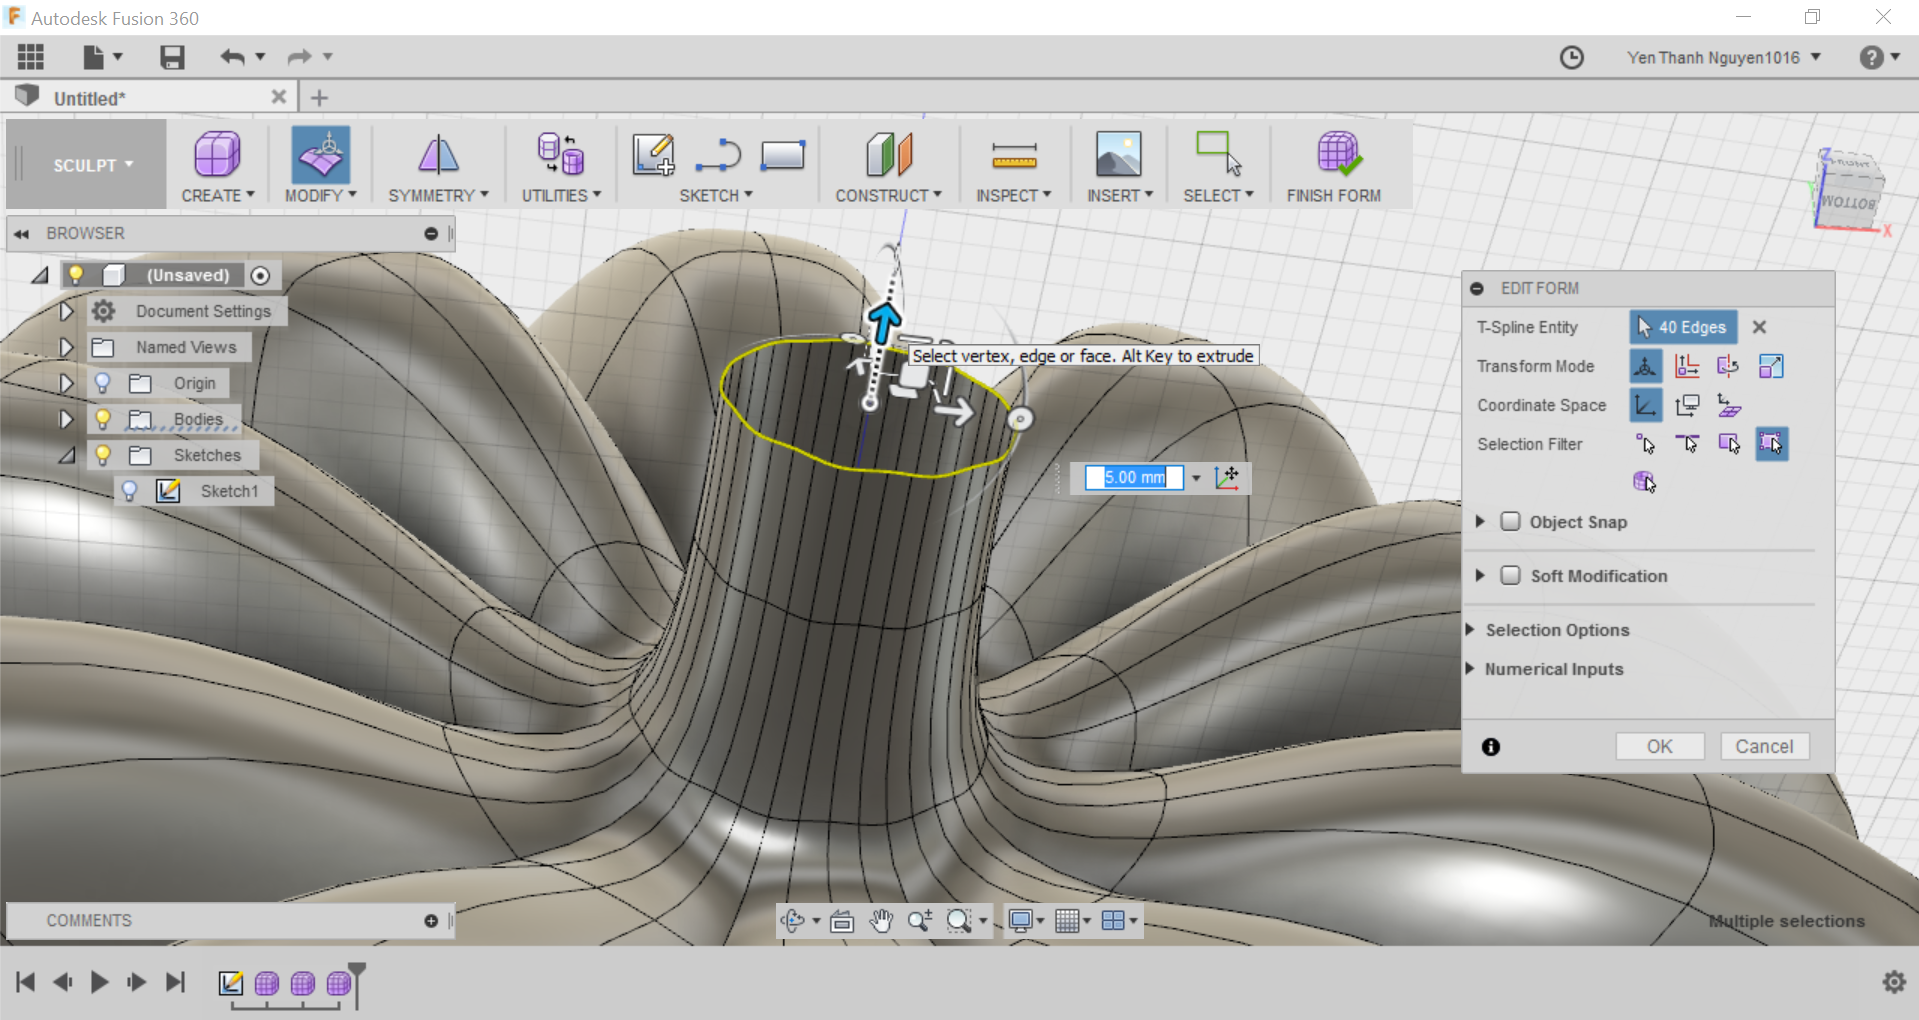 Autodesk Fusion 360
Yen Thanh Nguyen1016
Untitled*
SCULPT
CREATE
MODIFY
SYMMETRY
UTILITIES
SKETCH
CONSTRUCT
INSPECT
INSERT
SELECT
FINISH FORM
Z
FRONT
BOTTOM
X
BROWSER
(Unsaved)
Document Settings
Named Views
Origin
Bodies
Sketches
Sketch1
Select vertex, edge or face. Alt Key to extrude
5.00 mm
EDIT FORM
T-Spline Entity
40 Edges
Transform Mode
Coordinate Space
Selection Filter
Object Snap
Soft Modification
Selection Options
Numerical Inputs
OK
Cancel
COMMENTS
Multiple selections